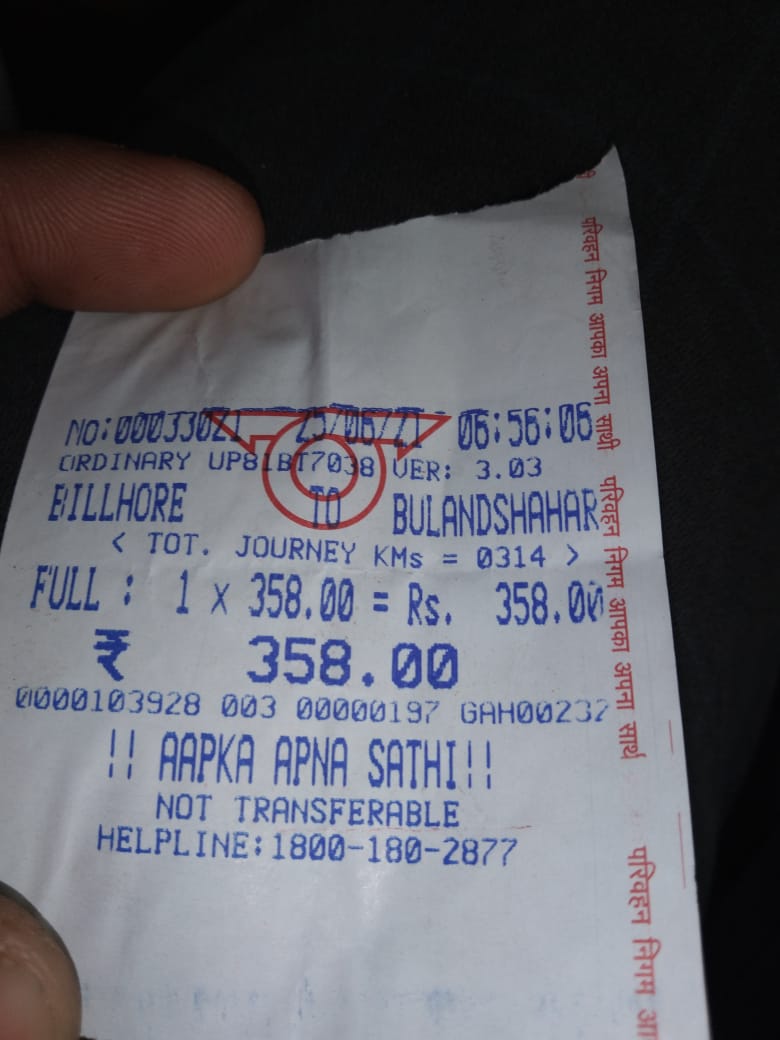 NO:00033021 25/06/21 06:56:06
ORDINARY UP81BT7038 VER: 3.03
BILLHORE TO BULANDSHAHAR
< TOT. JOURNEY KMs = 0314 >
FULL : 1 x 358.00 = Rs. 358.00
₹ 358.00
0000103928 003 00000197 GAH00232
!! AAPKA APNA SATHI!!
NOT TRANSFERABLE
HELPLINE:1800-180-2877
परिवहन निगम आपका अपना साथी
परिवहन निगम आपका अपना साथी
परिवहन निगम